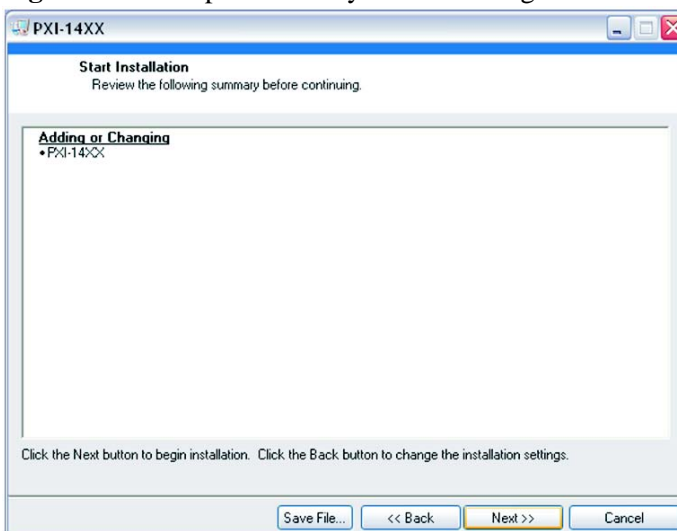 PXI-14XX
Start Installation
Review the following summary before continuing.
Adding or Changing
• PXI-14XX
Click the Next button to begin installation. Click the Back button to change the installation settings.
Save File... << Back Next >> Cancel